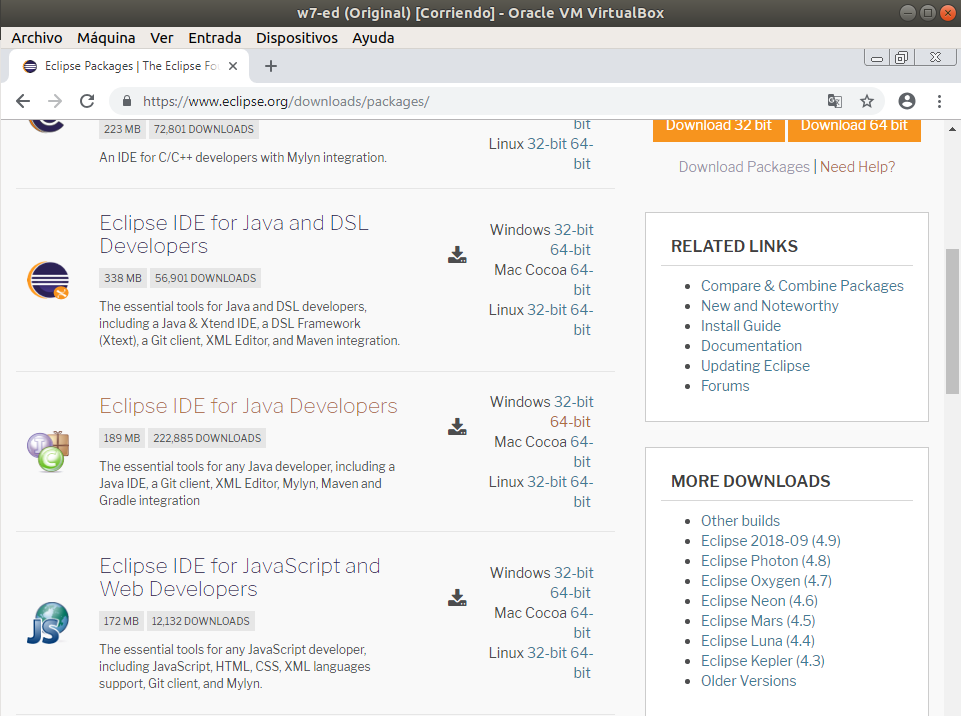 w7-ed (Original) [Corriendo] - Oracle VM VirtualBox
Archivo Máquina Ver Entrada Dispositivos Ayuda
Eclipse Packages | The Eclipse Fou
https://www.eclipse.org/downloads/packages/
223 MB 72,801 DOWNLOADS
An IDE for C/C++ developers with Mylyn integration.
bit
Linux 32-bit 64-
bit
Eclipse IDE for Java and DSL
Developers
338 MB 56,901 DOWNLOADS
The essential tools for Java and DSL developers,
including a Java & Xtend IDE, a DSL Framework
(Xtext), a Git client, XML Editor, and Maven integration.
Windows 32-bit
64-bit
Mac Cocoa 64-
bit
Linux 32-bit 64-
bit
Eclipse IDE for Java Developers
189 MB 222,885 DOWNLOADS
The essential tools for any Java developer, including a
Java IDE, a Git client, XML Editor, Mylyn, Maven and
Gradle integration
Windows 32-bit
64-bit
Mac Cocoa 64-
bit
Linux 32-bit 64-
bit
Eclipse IDE for JavaScript and
Web Developers
172 MB 12,132 DOWNLOADS
The essential tools for any JavaScript developer,
including JavaScript, HTML, CSS, XML languages
support, Git client, and Mylyn.
JS
Windows 32-bit
64-bit
Mac Cocoa 64-
bit
Linux 32-bit 64-
bit
Download 32 bit Download 64 bit
Download Packages | Need Help?
RELATED LINKS
Compare & Combine Packages
New and Noteworthy
Install Guide
Documentation
Updating Eclipse
Forums
MORE DOWNLOADS
Other builds
Eclipse 2018-09 (4.9)
Eclipse Photon (4.8)
Eclipse Oxygen (4.7)
Eclipse Neon (4.6)
Eclipse Mars (4.5)
Eclipse Luna (4.4)
Eclipse Kepler (4.3)
Older Versions